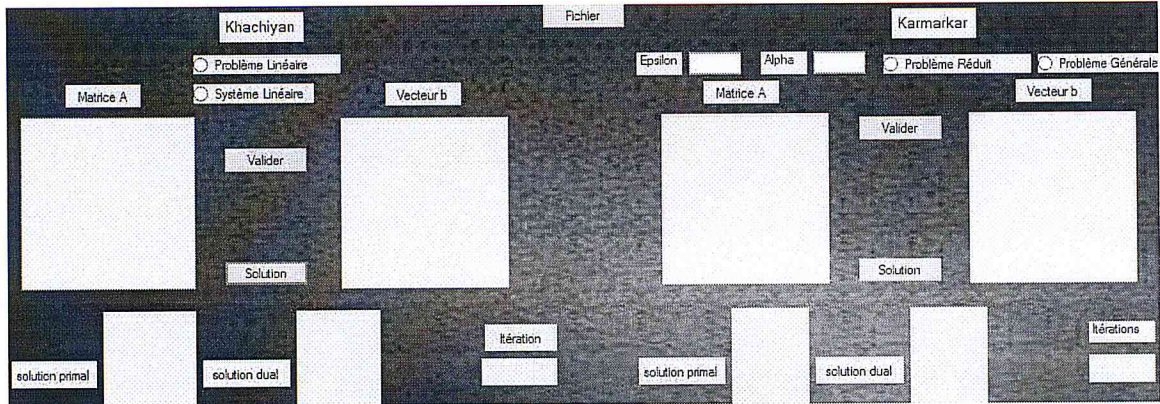 Fichier
Khachiyan
Karmarkar
Problème Linéaire
Epsilon
Alpha
Problème Réduit
Problème Générale
Matrice A
Système Linéaire
Vecteur b
Matrice A
Vecteur b
Valider
Valider
Solution
Solution
Itération
Itérations
solution primal
solution dual
solution primal
solution dual